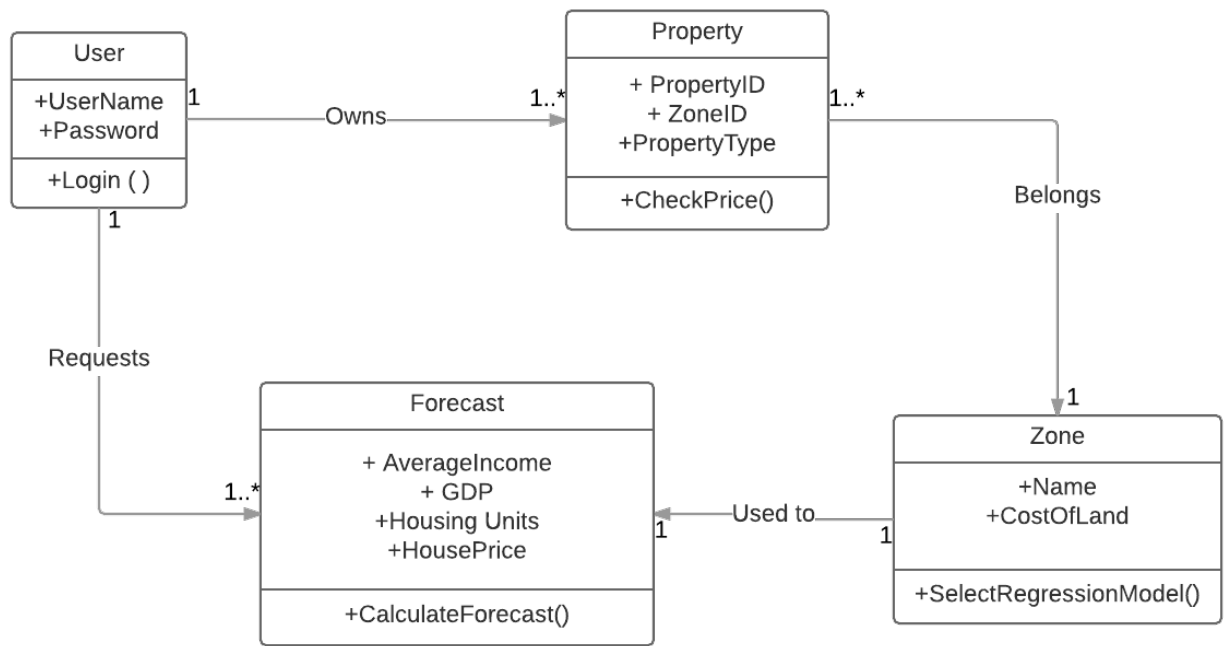 User
+UserName
+Password
+Login ( )
1
Owns
1..*
Property
+ PropertyID
+ ZoneID
+PropertyType
+CheckPrice()
1..*
Belongs
1
1
Requests
1..*
Forecast
+ AverageIncome
+ GDP
+Housing Units
+HousePrice
+CalculateForecast()
1
Used to
1
Zone
+Name
+CostOfLand
+SelectRegressionModel()